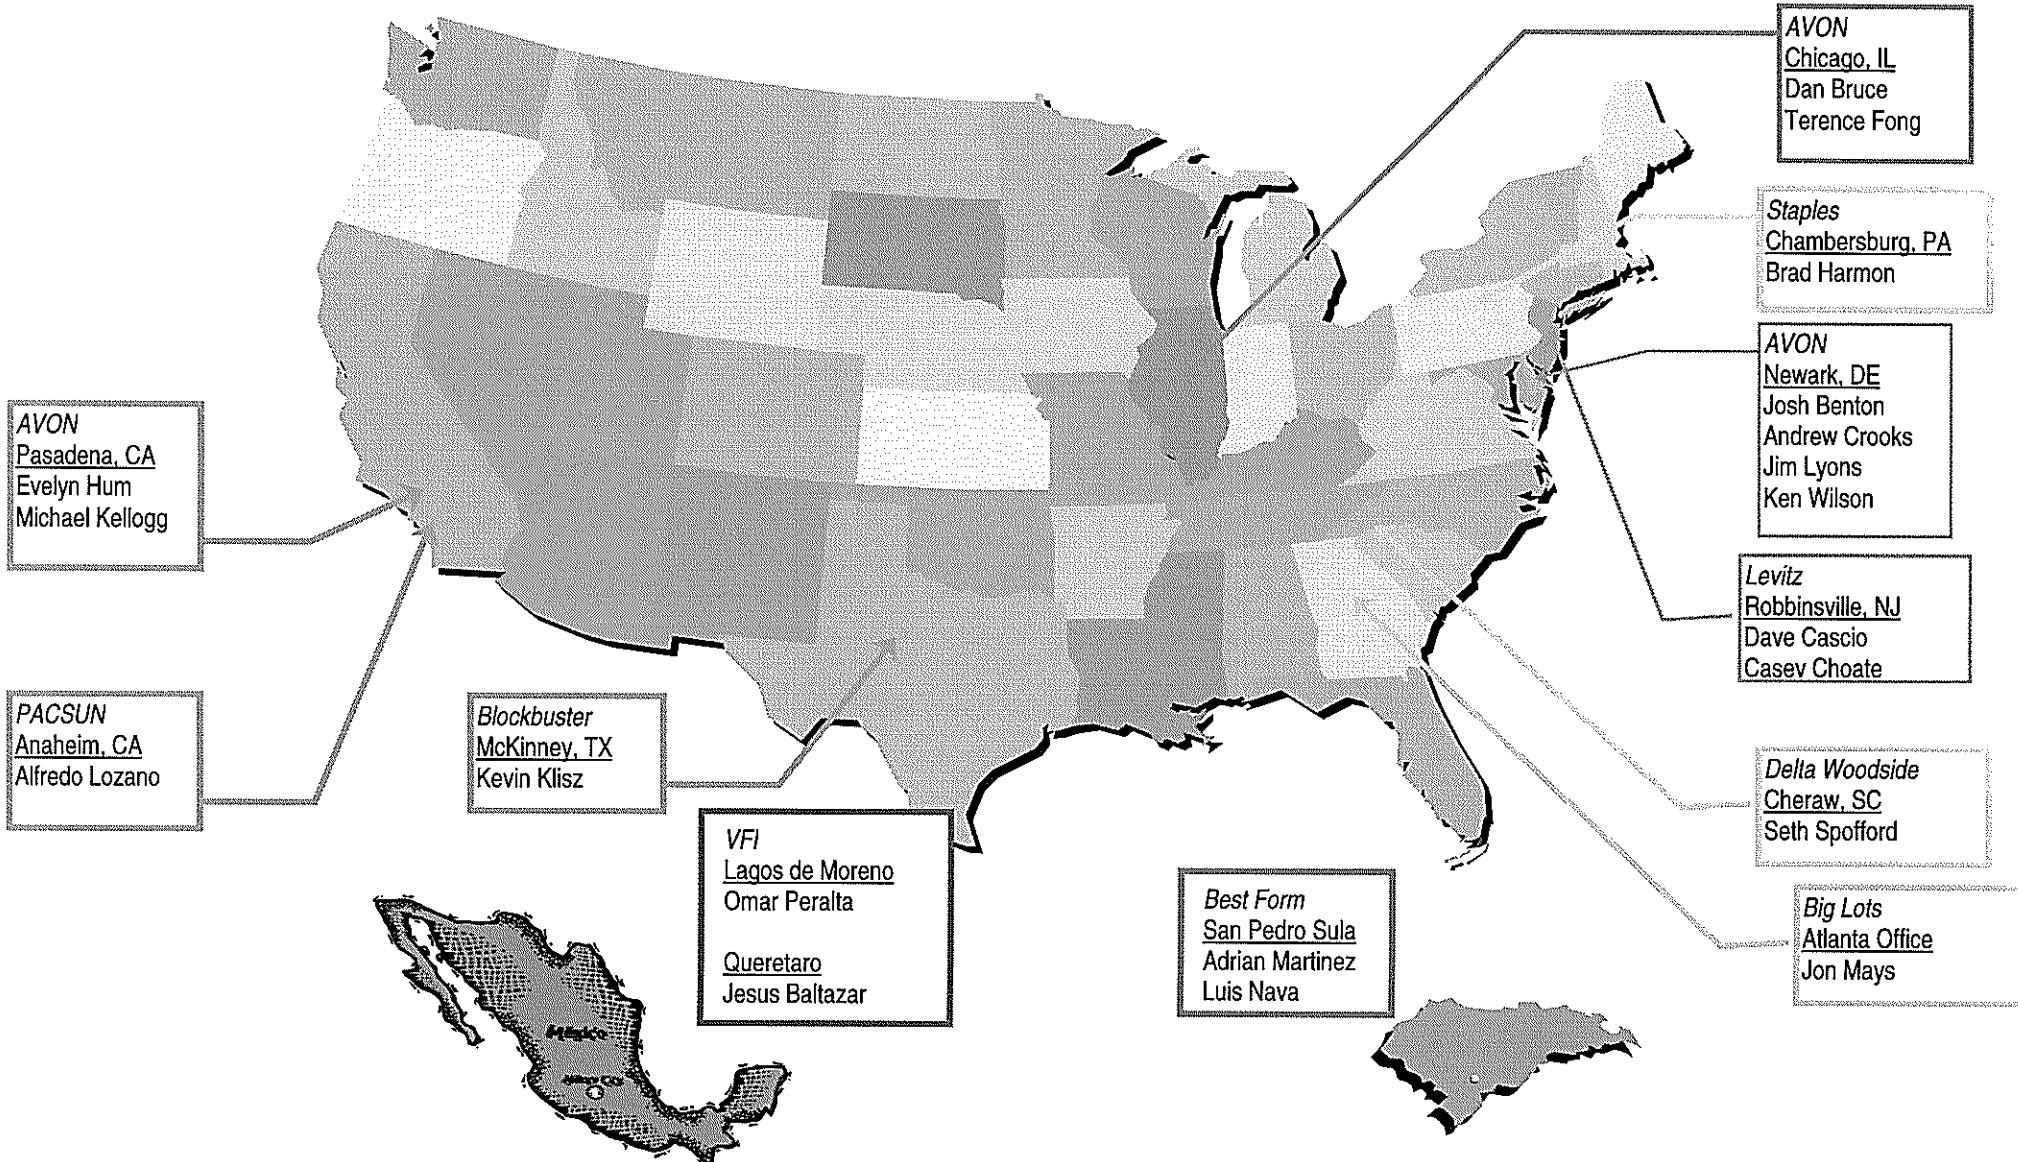 AVON
Chicago, IL
Dan Bruce
Terence Fong
Staples
Chambersburg, PA
Brad Harmon
AVON
Newark, DE
Josh Benton
Andrew Crooks
Jim Lyons
Ken Wilson
AVON
Pasadena, CA
Evelyn Hum
Michael Kellogg
Levitz
Robbinsville, NJ
Dave Cascio
Casey Choate
PACSUN
Anaheim, CA
Alfredo Lozano
Blockbuster
McKinney, TX
Kevin Klisz
Delta Woodside
Cheraw, SC
Seth Spofford
VFI
Lagos de Moreno
Omar Peralta
Queretaro
Jesus Baltazar
Best Form
San Pedro Sula
Adrian Martinez
Luis Nava
Big Lots
Atlanta Office
Jon Mays
Mexico
Mexico City